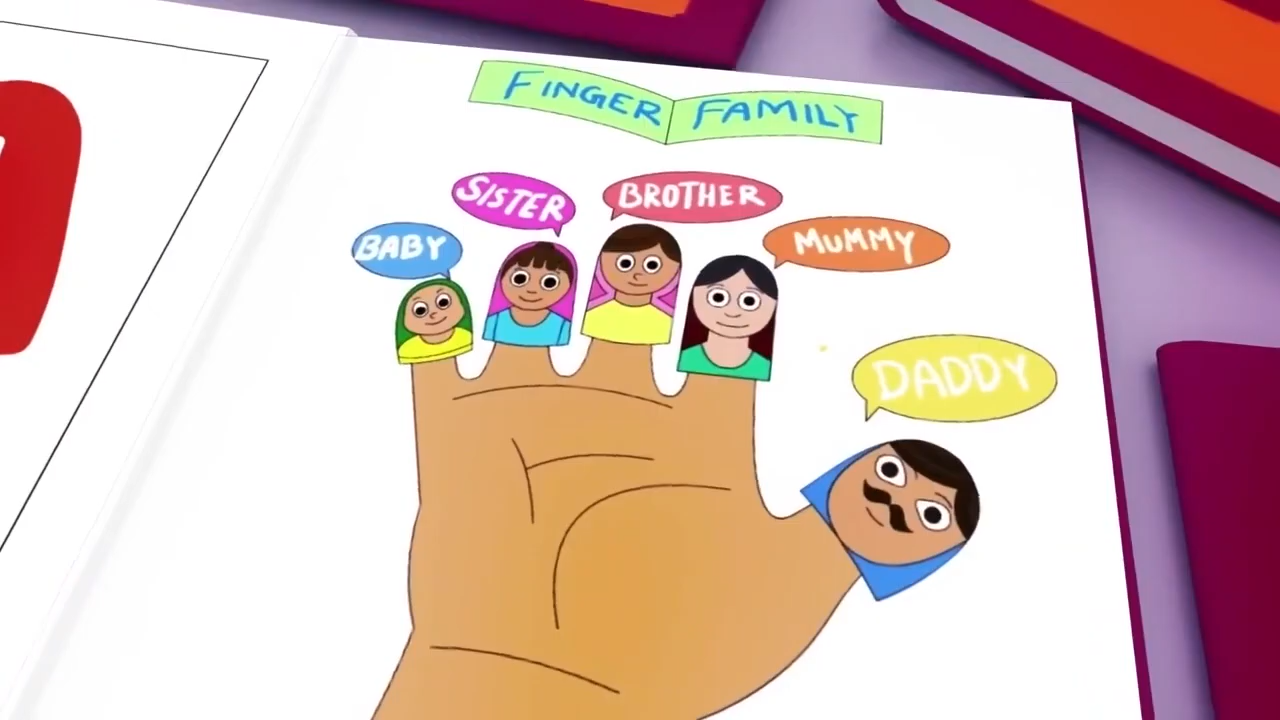 FINGER FAMILY
SISTER
BROTHER
BABY
MUMMY
DADDY